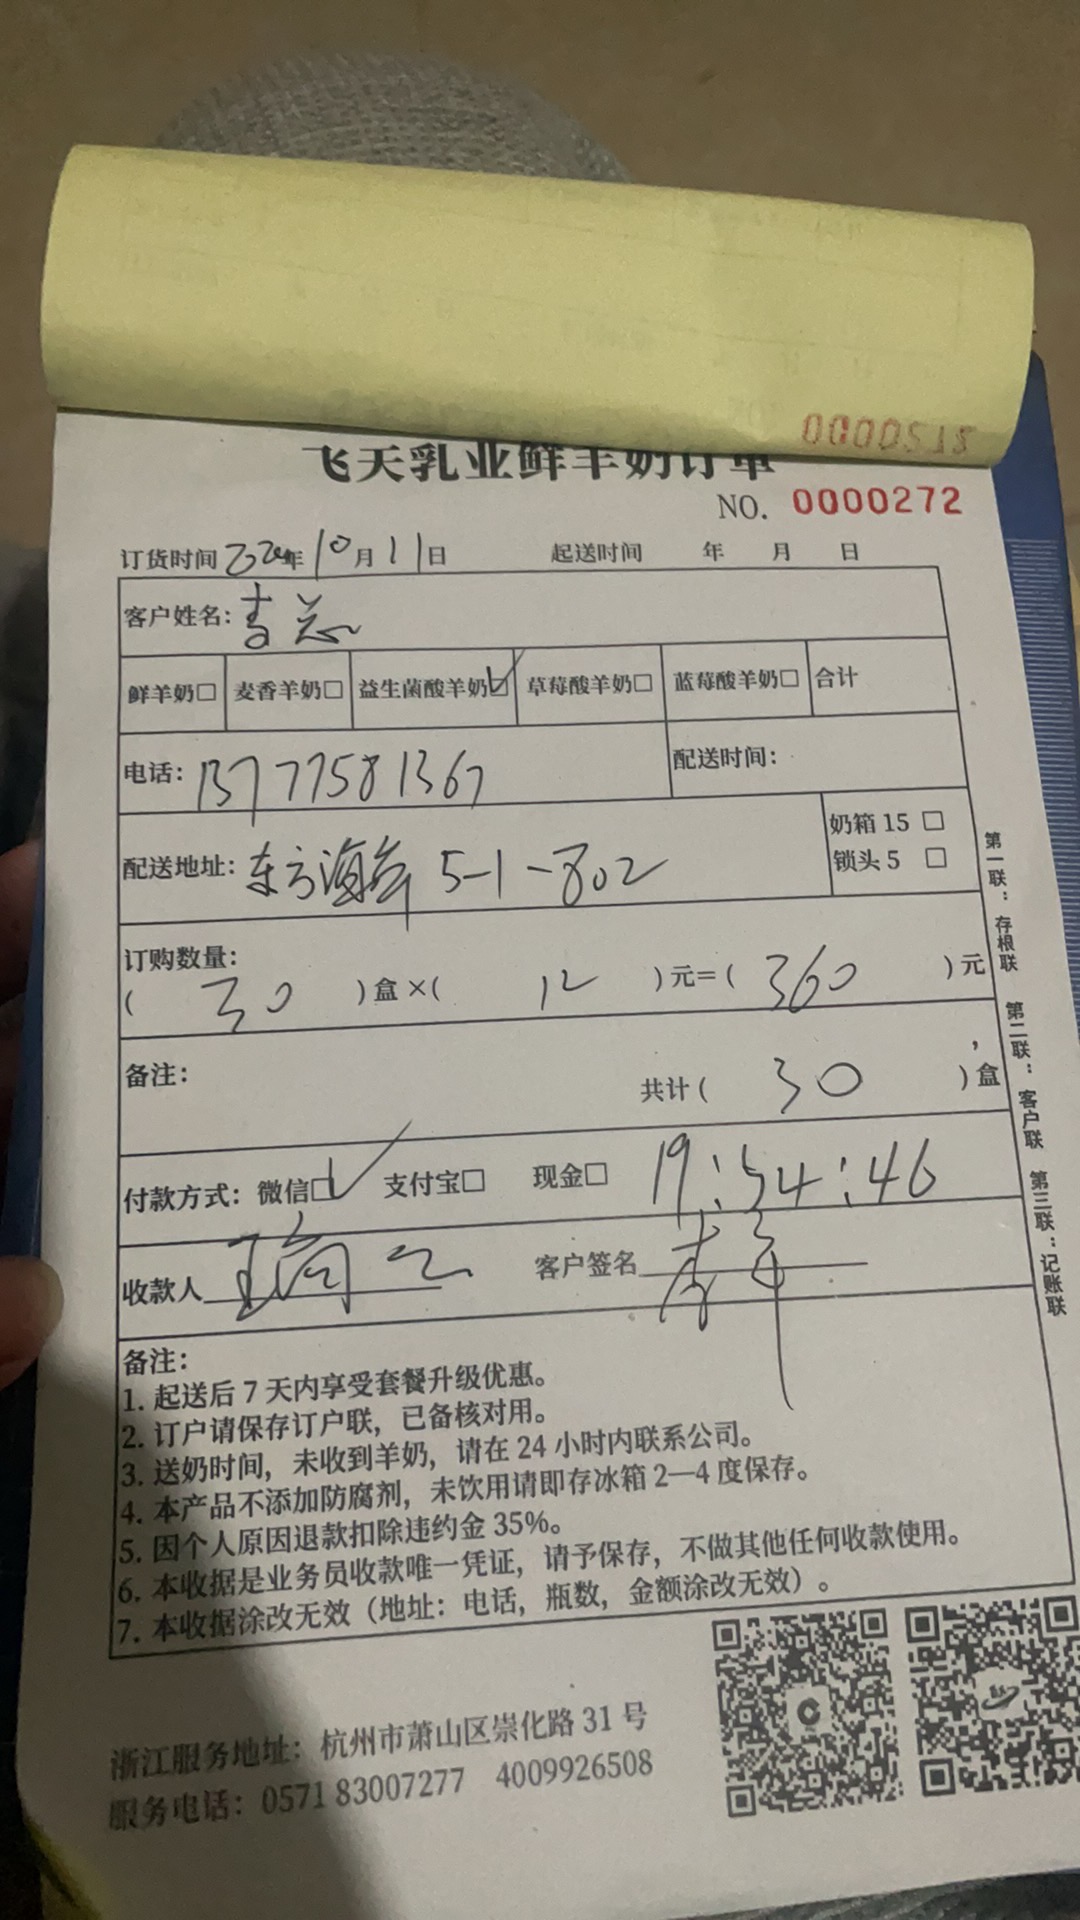 飞天乳业鲜羊奶订单
NO. 0000272
订货时间 年 10 月 11 日 起送时间 年 月 日
客户姓名：
鲜羊奶□ 麦香羊奶□ 益生菌酸羊奶☑ 草莓酸羊奶□ 蓝莓酸羊奶□ 合计
电话：13777581367 配送时间：
配送地址：东方海岸 5-1-802
奶箱 15 □
锁头 5 □
订购数量：
( 30 )盒×( 12 )元=( 360 )元
备注：
共计( 30 )盒
付款方式：微信☑ 支付宝□ 现金□ 19:54:46
收款人 客户签名
备注：
1. 起送后 7 天内享受套餐升级优惠。
2. 订户请保存订户联，已备核对用。
3. 送奶时间，未收到羊奶，请在 24 小时内联系公司。
4. 本产品不添加防腐剂，未饮用请即存冰箱 2—4 度保存。
5. 因个人原因退款扣除违约金 35%。
6. 本收据是业务员收款唯一凭证，请予保存，不做其他任何收款使用。
7. 本收据涂改无效（地址：电话，瓶数，金额涂改无效）。
第一联：存根联 第二联：客户联 第三联：记账联
浙江服务地址：杭州市萧山区崇化路 31 号
服务电话：0571 83007277 4009926508